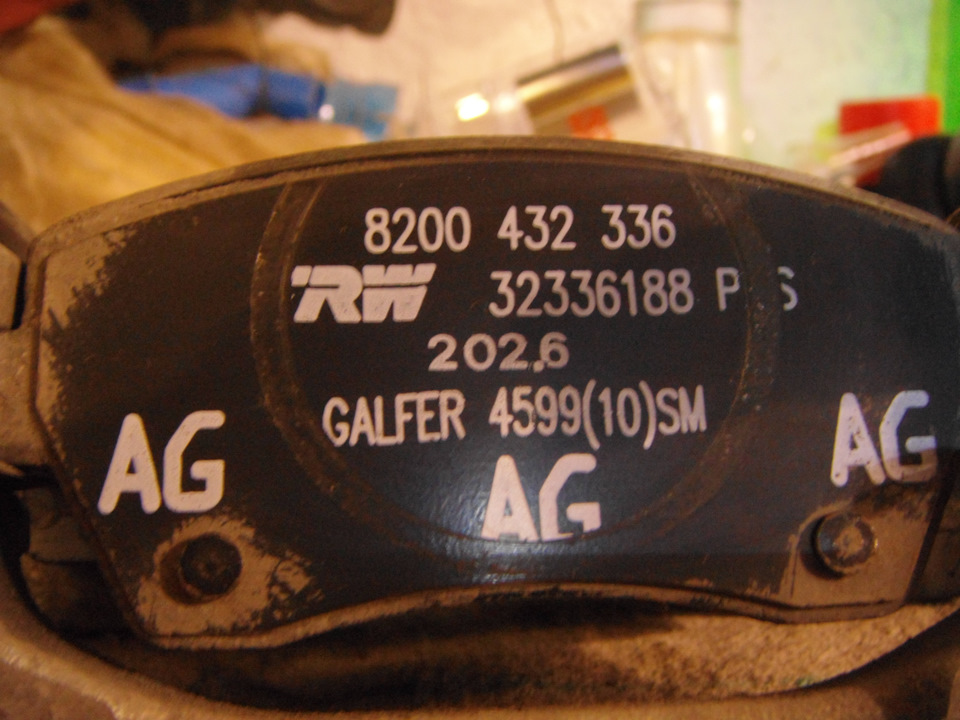 8200 432 336
TRW 32336188 P S
202.6
GALFER 4599(10)SM
AG AG AG